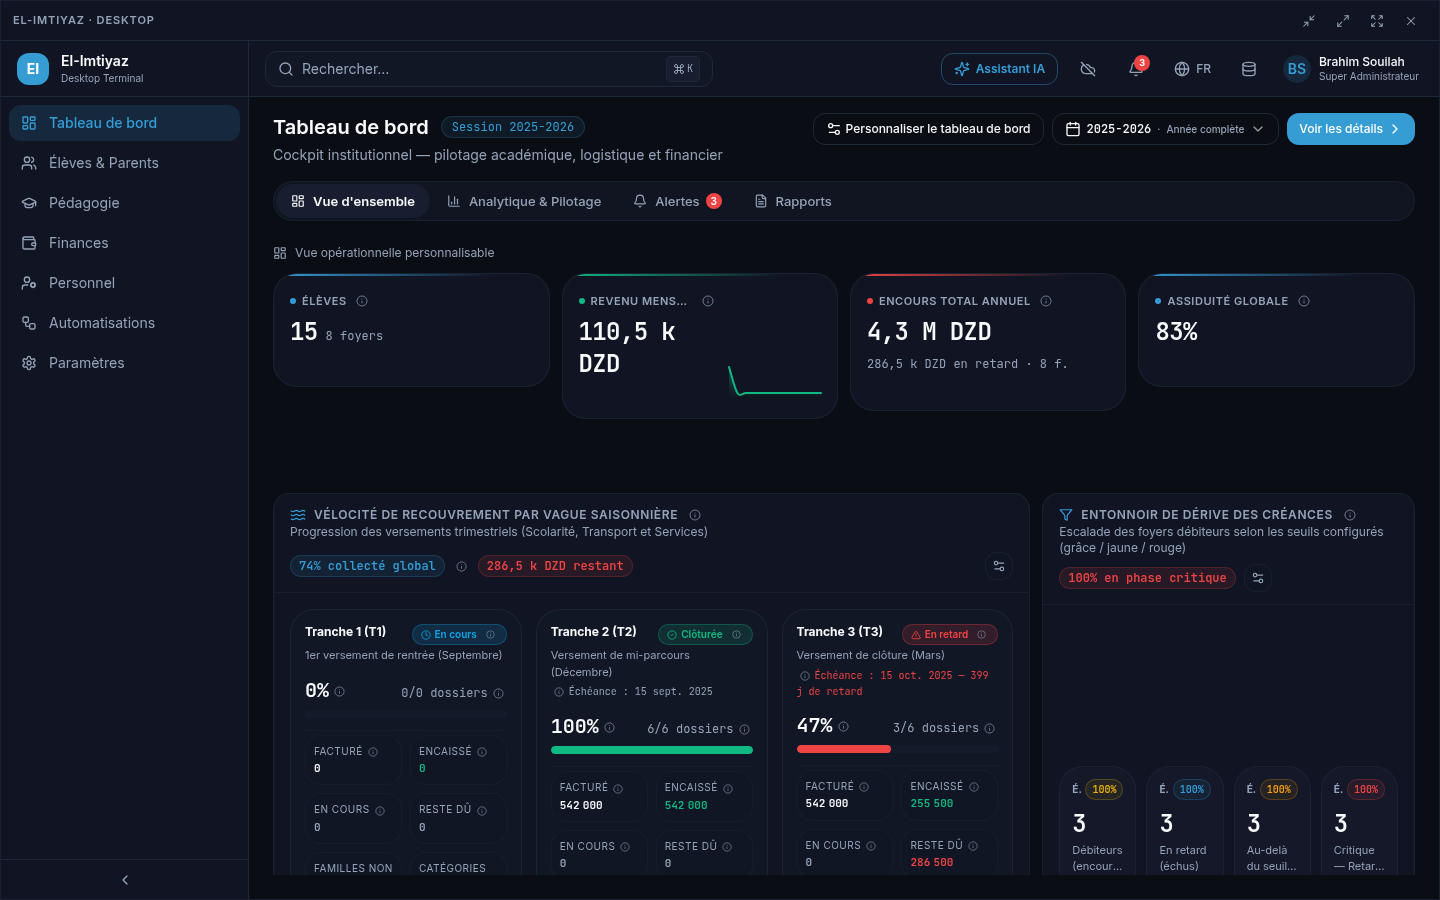 EL-IMTIYAZ · DESKTOP
EI
El-Imtiyaz
Desktop Terminal
Rechercher...
⌘K
Assistant IA
3
FR
BS
Brahim Souilah
Super Administrateur
Tableau de bord
Élèves & Parents
Pédagogie
Finances
Personnel
Automatisations
Paramètres
Tableau de bord
Session 2025-2026
Cockpit institutionnel — pilotage académique, logistique et financier
Personnaliser le tableau de bord
2025-2026 · Année complète
Voir les détails
Vue d'ensemble
Analytique & Pilotage
Alertes 3
Rapports
Vue opérationnelle personnalisable
ÉLÈVES
15 8 foyers
REVENU MENS...
110,5 k
DZD
ENCOURS TOTAL ANNUEL
4,3 M DZD
286,5 k DZD en retard · 8 f.
ASSIDUITÉ GLOBALE
83%
VÉLOCITÉ DE RECOUVREMENT PAR VAGUE SAISONNIÈRE
Progression des versements trimestriels (Scolarité, Transport et Services)
74% collecté global
286,5 k DZD restant
Tranche 1 (T1)
En cours
1er versement de rentrée (Septembre)
0%
0/0 dossiers
FACTURÉ
0
ENCAISSÉ
0
EN COURS
0
RESTE DÛ
0
FAMILLES NON
CATÉGORIES
Tranche 2 (T2)
Clôturée
Versement de mi-parcours
(Décembre)
Échéance : 15 sept. 2025
100%
6/6 dossiers
FACTURÉ
542 000
ENCAISSÉ
542 000
EN COURS
0
RESTE DÛ
0
Tranche 3 (T3)
En retard
Versement de clôture (Mars)
Échéance : 15 oct. 2025 — 399
j de retard
47%
3/6 dossiers
FACTURÉ
542 000
ENCAISSÉ
255 500
EN COURS
0
RESTE DÛ
286 500
ENTONNOIR DE DÉRIVE DES CRÉANCES
Escalade des foyers débiteurs selon les seuils configurés
(grâce / jaune / rouge)
100% en phase critique
É. 100%
3
Débiteurs
(encour...
É. 100%
3
En retard
(échus)
É. 100%
3
Au-delà
du seuil...
É. 100%
3
Critique
— Retar...